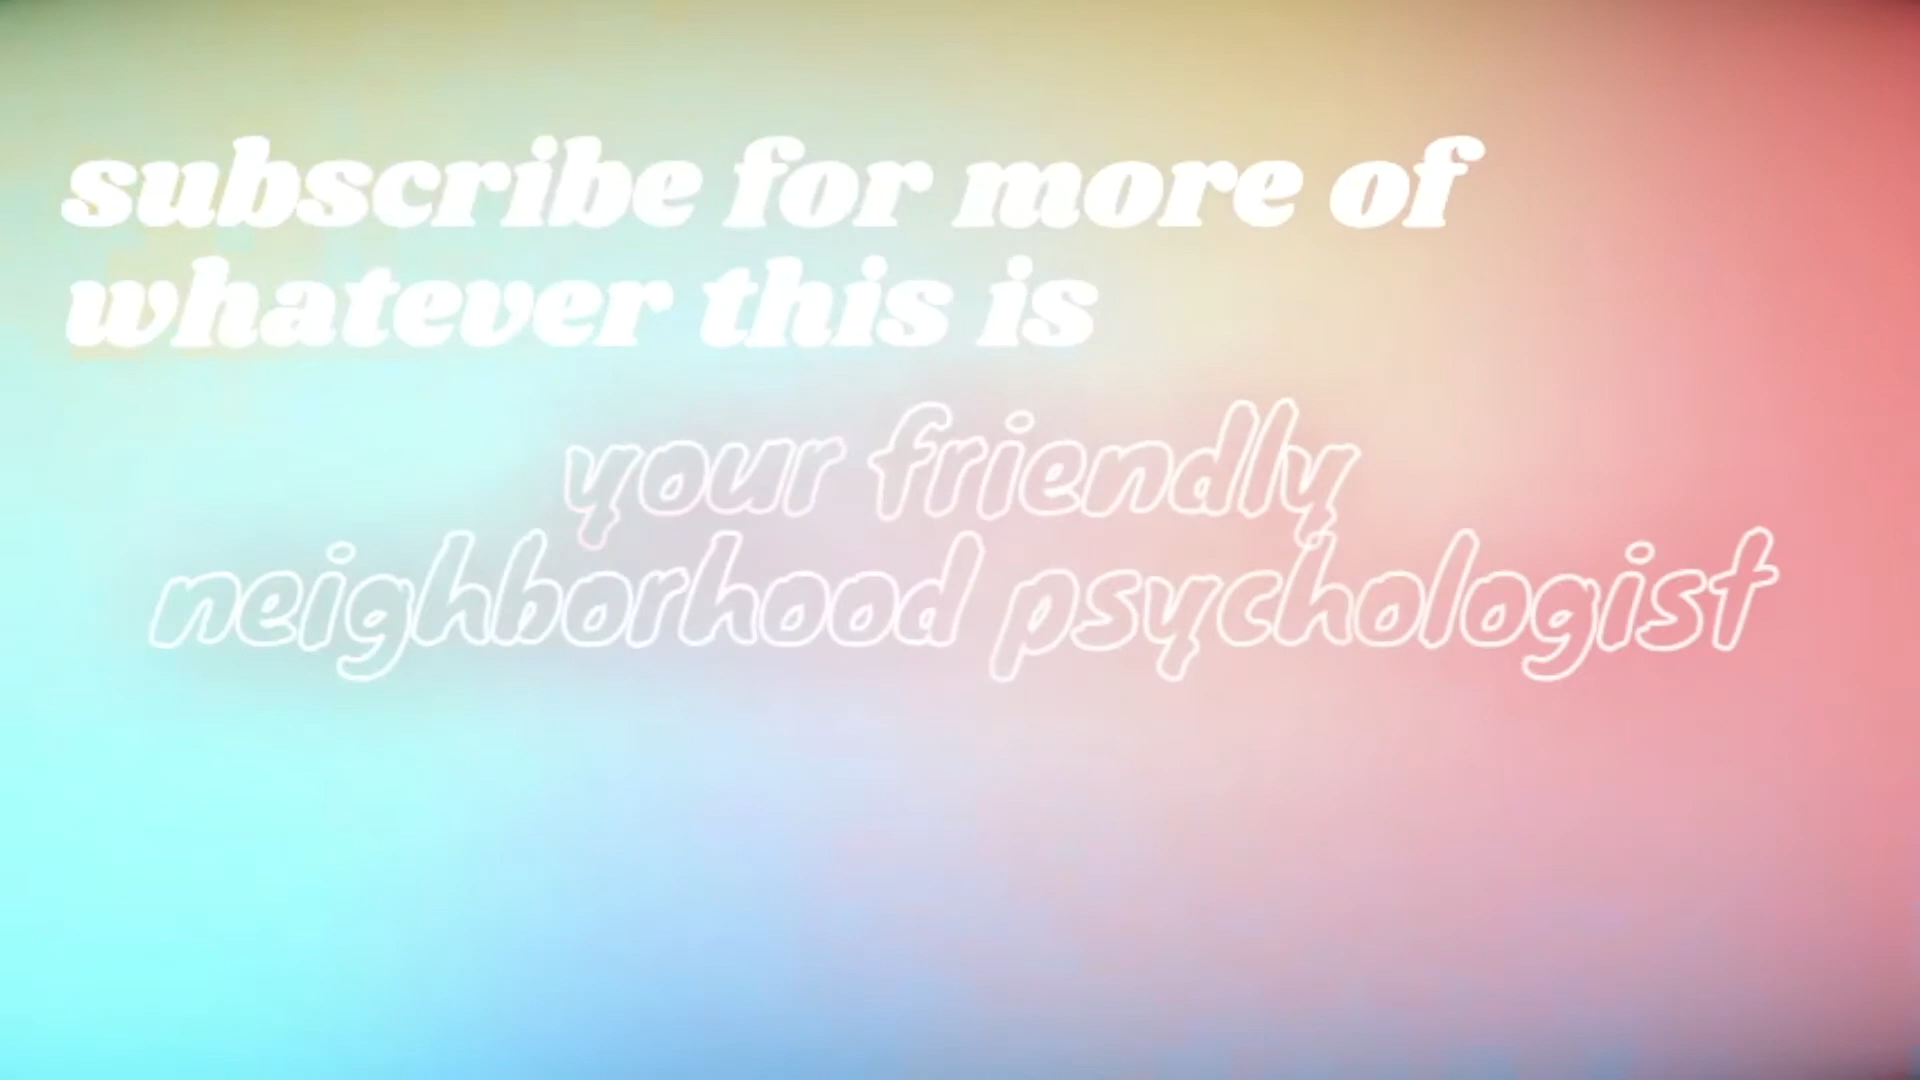 subscribe for more of
whatever this is
your friendly
neighborhood psychologist